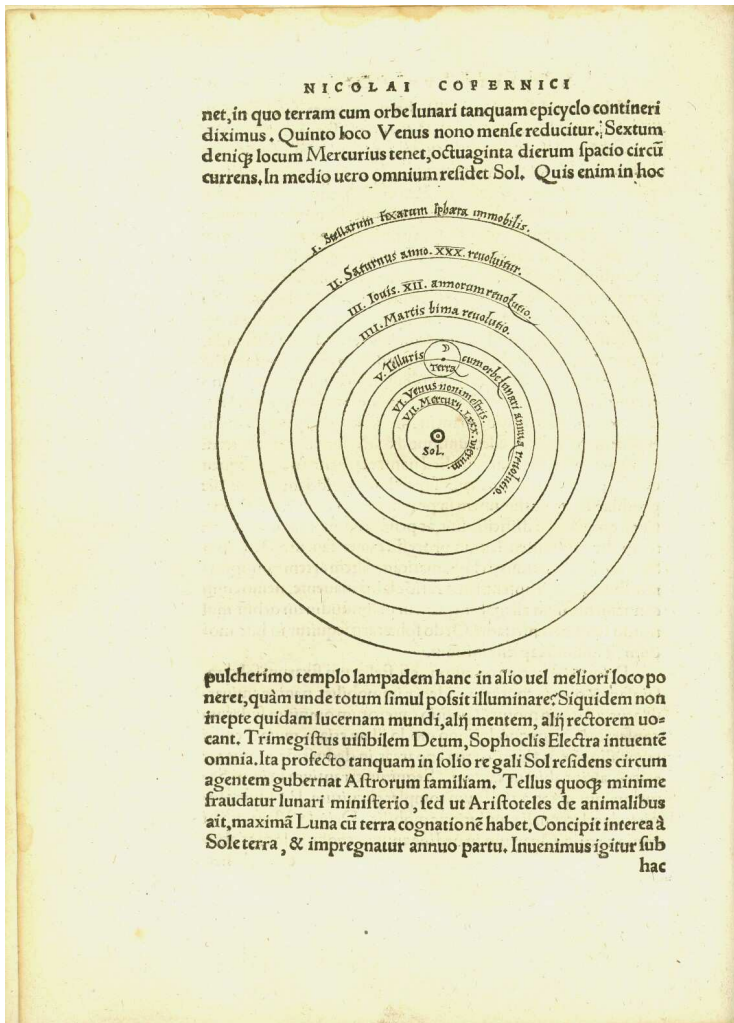 NICOLAI COPERNICI
net, in quo terram cum orbe lunari tanquam epicyclo contineri
diximus. Quinto loco Venus nono menſe reducitur. Sextum
deniqꝫ locum Mercurius tenet, octuaginta dierum ſpacio circū
currens. In medio uero omnium reſidet Sol. Quis enim in hoc
I. Stellarum Fixarum ſphæra immobilis.
II. Saturnus anno. XXX. reuoluitur.
III. Iouis. XII. annorum reuolutio.
IIII. Martis bima reuolutio.
V. Telluris cum orbe lunari annua reuolutio.
Terra
VI. Venus nonimeſtris.
VII. Mercurij. LXXX. dierum.
Sol.
pulcherimo templo lampadem hanc in alio uel meliori loco po
neret, quàm unde totum ſimul poſsit illuminare? Siquidem non
inepte quidam lucernam mundi, alij mentem, alij rectorem uo=
cant. Trimegiſtus uiſibilem Deum, Sophoclis Electra intuentē
omnia. Ita profecto tanquam in ſolio re gali Sol reſidens circum
agentem gubernat Aſtrorum familiam. Tellus quoqꝫ minime
fraudatur lunari miniſterio, ſed ut Ariſtoteles de animalibus
ait, maximā Luna cū terra cognationē habet. Concipit interea à
Sole terra, & impregnatur annuo partu. Inuenimus igitur ſub
hac